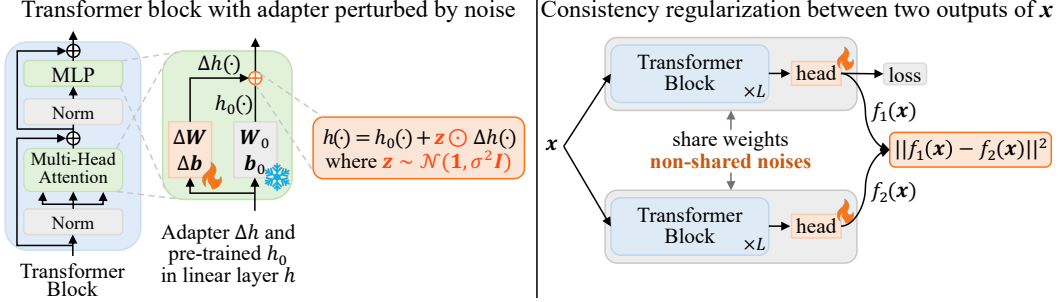 Transformer block with adapter perturbed by noise
MLP
Norm
Multi-Head
Attention
Norm
Transformer
Block
Δh(·)
h₀(·)
ΔW
Δb
W₀
b₀
Adapter Δh and
pre-trained h₀
in linear layer h
h(·) = h₀(·) + z ⊙ Δh(·)
where z ~ 𝒩(1, σ²I)
Consistency regularization between two outputs of x
Transformer
Block
×L
head
loss
f₁(x)
x
share weights
non-shared noises
||f₁(x) − f₂(x)||²
f₂(x)
Transformer
Block
×L
head